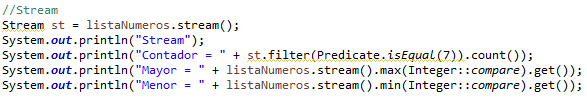 //Stream
Stream st = listaNumeros.stream();
System.out.println("Stream");
System.out.println("Contador = " + st.filter(Predicate.isEqual(7)).count());
System.out.println("Mayor = " + listaNumeros.stream().max(Integer::compare).get());
System.out.println("Menor = " + listaNumeros.stream().min(Integer::compare).get());